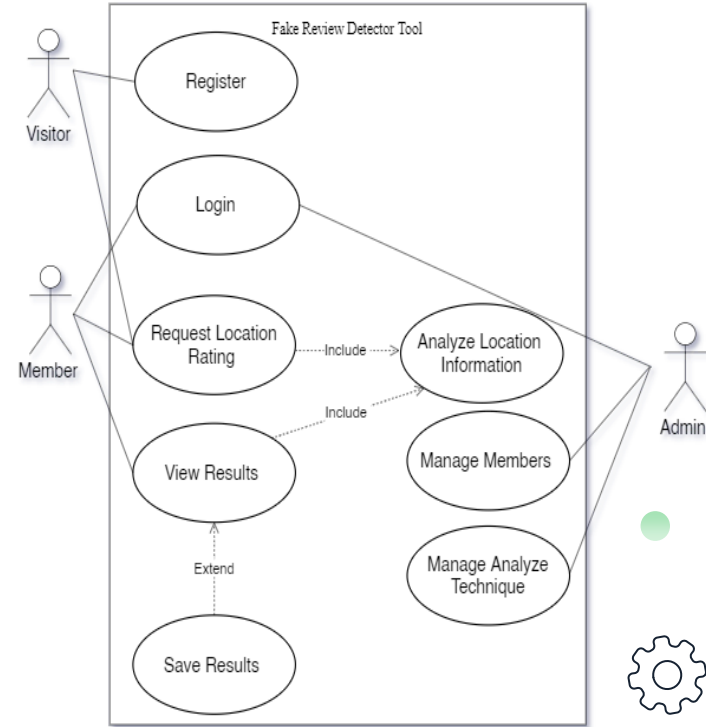 Fake Review Detector Tool
Register
Visitor
Login
Request Location
Rating
Include
Analyze Location
Information
Member
Admin
Include
Manage Members
View Results
Extend
Manage Analyze
Technique
Save Results